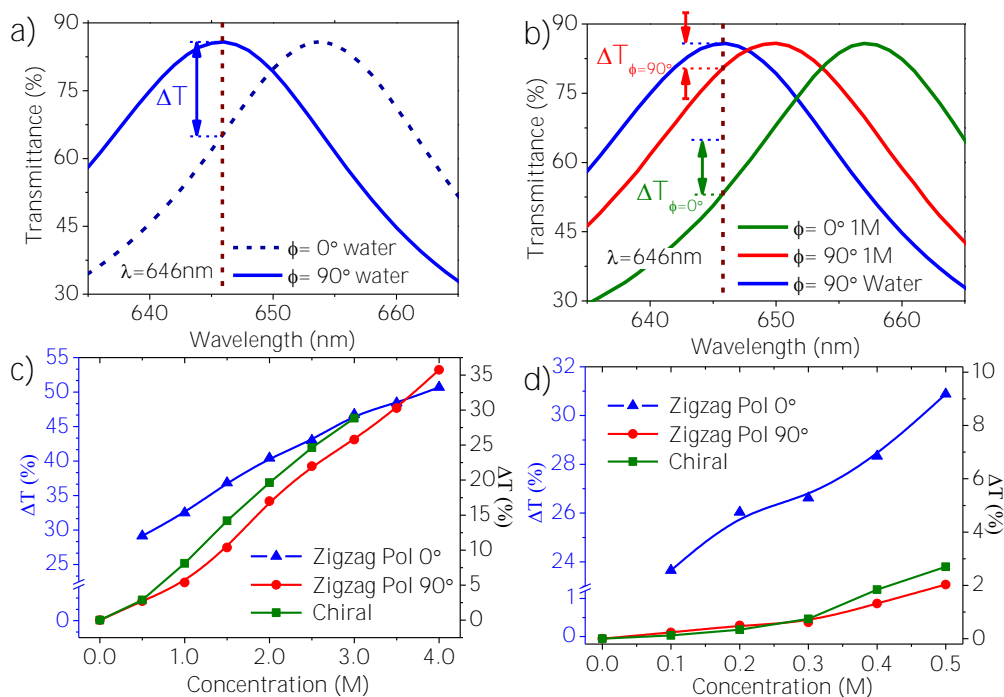 a)
90
75
60
45
30
Transmittance (%)
ΔT
ϕ= 0° water
ϕ= 90° water
λ=646nm
640
650
660
Wavelength (nm)
b)
90
75
60
45
30
Transmittance (%)
ΔTϕ=90°
ΔTϕ=0°
ϕ= 0° 1M
ϕ= 90° 1M
ϕ= 90° Water
λ=646nm
640
650
660
Wavelength (nm)
c)
55
50
45
40
35
30
25
0
ΔT (%)
35
30
25
20
15
10
5
0
ΔT (%)
Zigzag Pol 0°
Zigzag Pol 90°
Chiral
0.0
1.0
2.0
3.0
4.0
Concentration (M)
d)
32
30
28
26
24
1
0
ΔT (%)
10
8
6
4
2
0
ΔT (%)
Zigzag Pol 0°
Zigzag Pol 90°
Chiral
0.0
0.1
0.2
0.3
0.4
0.5
Concentration (M)